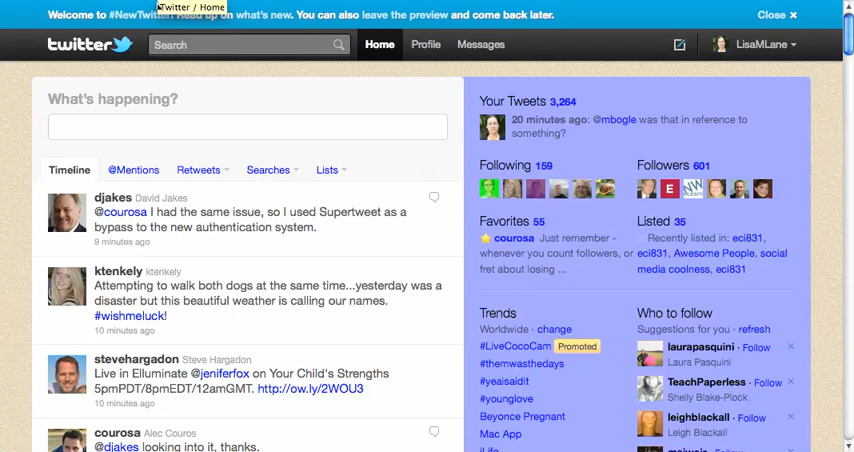 Twitter / Home
Welcome to #NewTwitter! Read up on what's new. You can also leave the preview and come back later.
Close ×
twitter
Search
Home
Profile
Messages
LisaMLane
What's happening?
Timeline
@Mentions
Retweets
Searches
Lists
djakes David Jakes
@courosa I had the same issue, so I used Supertweet as a
bypass to the new authentication system.
9 minutes ago
ktenkely ktenkely
Attempting to walk both dogs at the same time...yesterday was a
disaster but this beautiful weather is calling our names.
#wishmeluck!
10 minutes ago
stevehargadon Steve Hargadon
Live in Elluminate @jeniferfox on Your Child's Strengths
5pmPDT/8pmEDT/12amGMT. http://ow.ly/2WOU3
10 minutes ago
courosa Alec Couros
@djakes looking into it, thanks.
Your Tweets 3,264
20 minutes ago: @mbogle was that in reference to
something?
Following 159
Followers 601
E
Favorites 55
courosa Just remember -
whenever you count followers, or
fret about losing ...
Listed 35
Recently listed in: eci831,
eci831, Awesome People, social
media coolness, eci831
Trends
Worldwide · change
#LiveCocoCam Promoted
#themwasthedays
#yeaisaidit
#younglove
Beyonce Pregnant
Mac App
iLife
Who to follow
Suggestions for you · refresh
laurapasquini · Follow ×
Laura Pasquini
TeachPaperless · Follow ×
Shelly Blake-Plock
leighblackall · Follow ×
Leigh Blackall